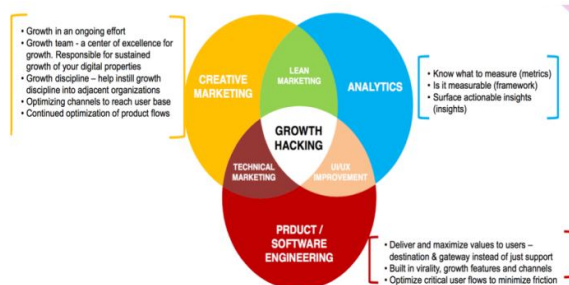 • Growth in an ongoing effort
• Growth team - a center of excellence for
growth. Responsible for sustained
growth of your digital properties
• Growth discipline – help instill growth
discipline into adjacent organizations
• Optimizing channels to reach user base
• Continued optimization of product flows
CREATIVE
MARKETING
LEAN
MARKETING
ANALYTICS
• Know what to measure (metrics)
• Is it measurable (framework)
• Surface actionable insights
(insights)
GROWTH
HACKING
TECHNICAL
MARKETING
UI/UX
IMPROVEMENT
PRDUCT /
SOFTWARE
ENGINEERING
• Deliver and maximize values to users –
destination & gateway instead of just support
• Built in virality, growth features and channels
• Optimize critical user flows to minimize friction